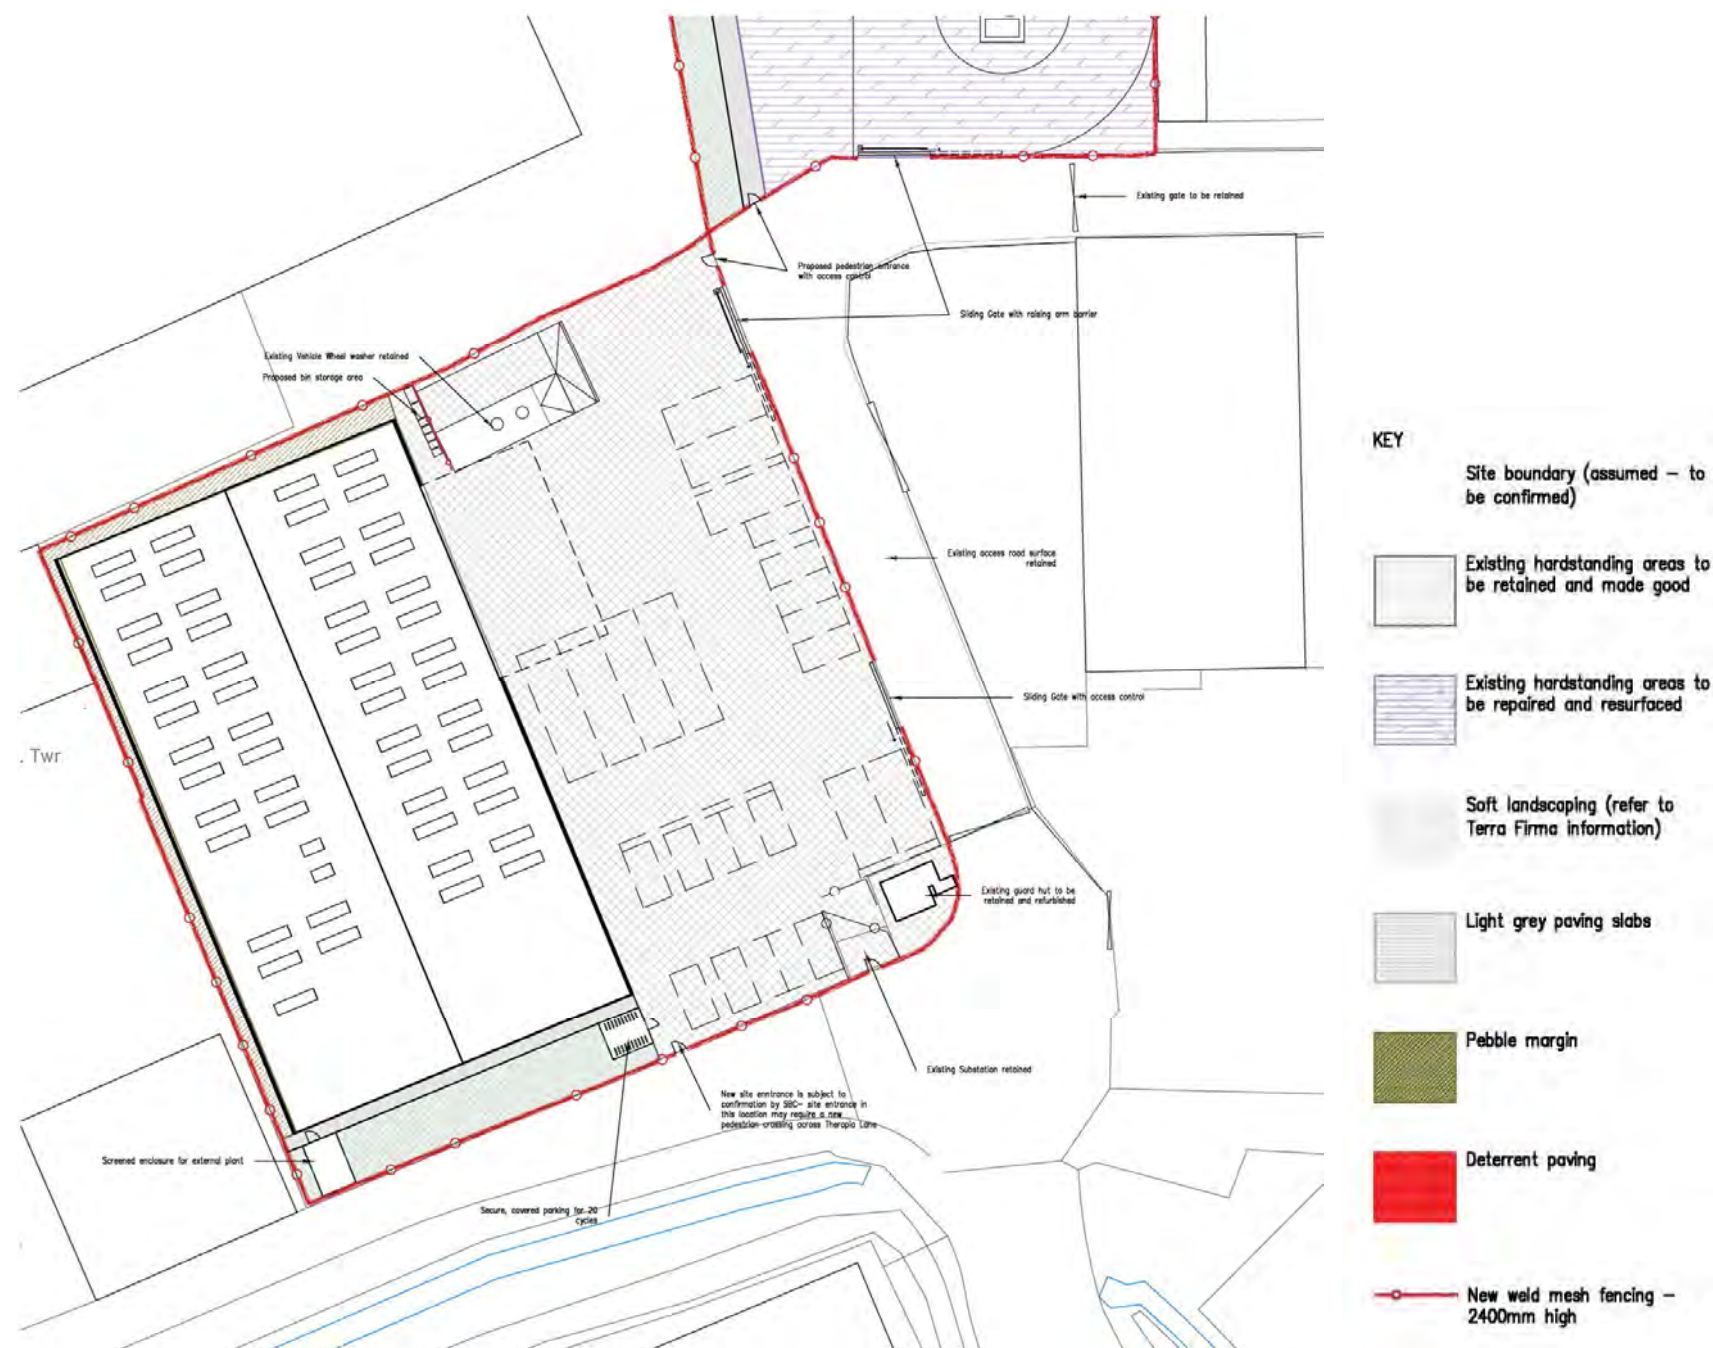 Existing gate to be retained
Proposed pedestrian entrance
with access control
Sliding Gate with raising arm barrier
Existing Vehicle Wheel washer retained
Proposed bin storage area
Existing access road surface
retained
Sliding Gate with access control
. Twr
Existing guard hut to be
retained and refurbished
Existing Substation retained
New site enntrance is subject to
confirmation by SBC- site entrance in
this location may require a new
pedestrian-crossing across Therapia Lane
Screened enclosure for external plant
Secure, covered parking for 20
cycles
KEY
Site boundary (assumed – to
be confirmed)
Existing hardstanding areas to
be retained and made good
Existing hardstanding areas to
be repaired and resurfaced
Soft landscaping (refer to
Terra Firma information)
Light grey paving slabs
Pebble margin
Deterrent paving
New weld mesh fencing –
2400mm high